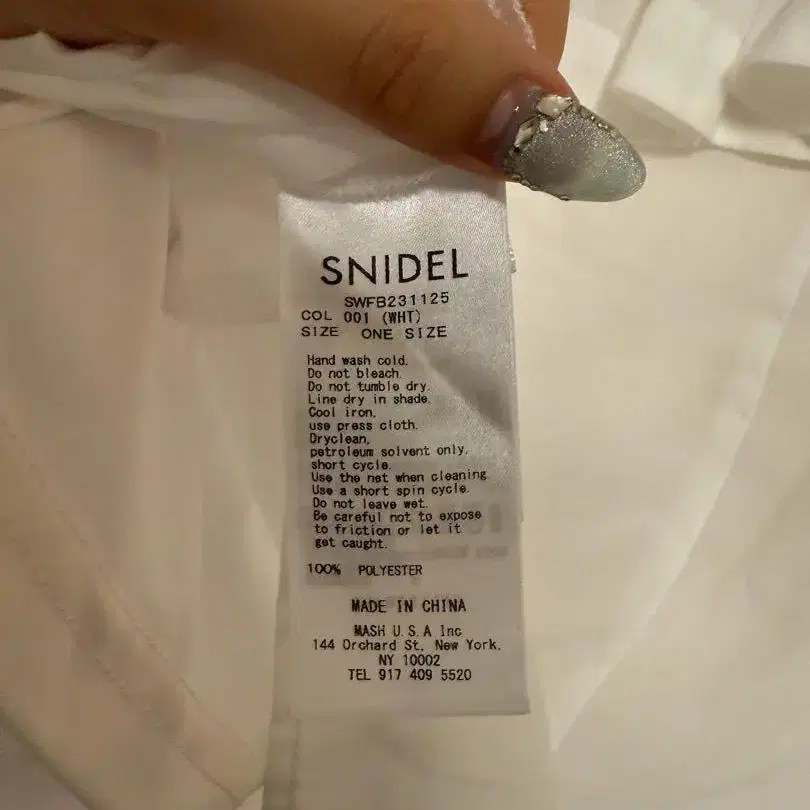 SNIDEL
SWFB231125
COL 001 (WHT)
SIZE ONE SIZE
Hand wash cold.
Do not bleach.
Do not tumble dry.
Line dry in shade.
Cool iron,
use press cloth.
Dryclean,
petroleum solvent only,
short cycle.
Use the net when cleaning.
Use a short spin cycle.
Do not leave wet.
Be careful not to expose
to friction or let it
get caught.
100% POLYESTER
MADE IN CHINA
MASH U.S.A Inc
144 Orchard St, New York,
NY 10002
TEL 917 409 5520